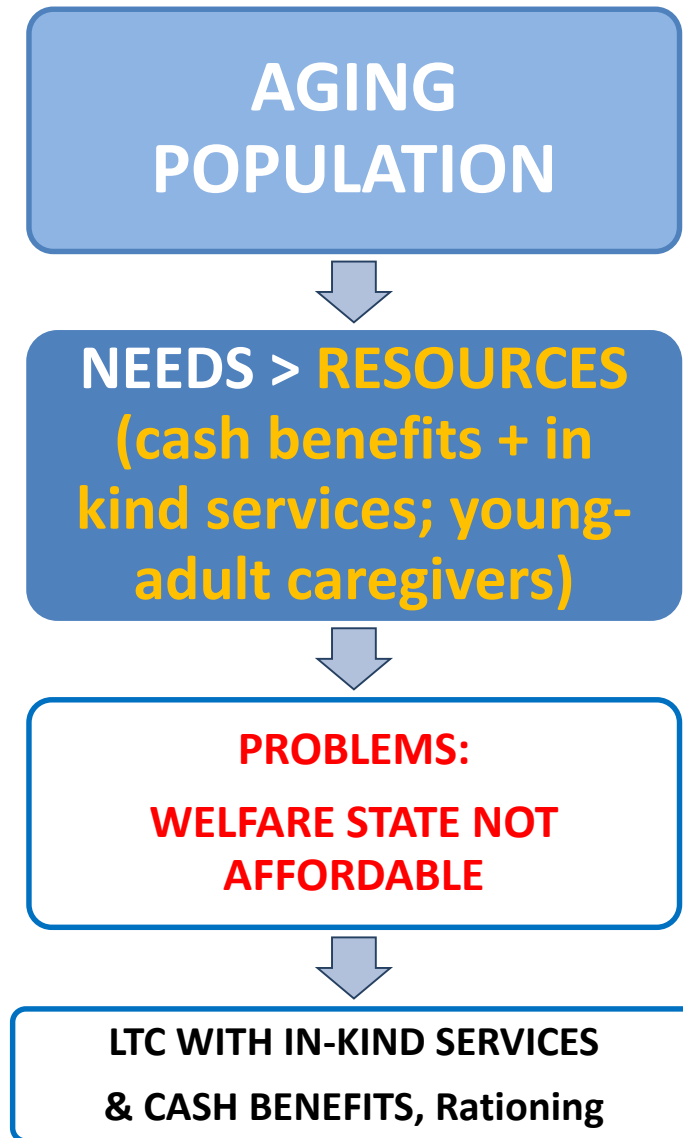 AGING
POPULATION
NEEDS > RESOURCES
(cash benefits + in
kind services; young-
adult caregivers)
PROBLEMS:
WELFARE STATE NOT
AFFORDABLE
LTC WITH IN-KIND SERVICES
& CASH BENEFITS, Rationing